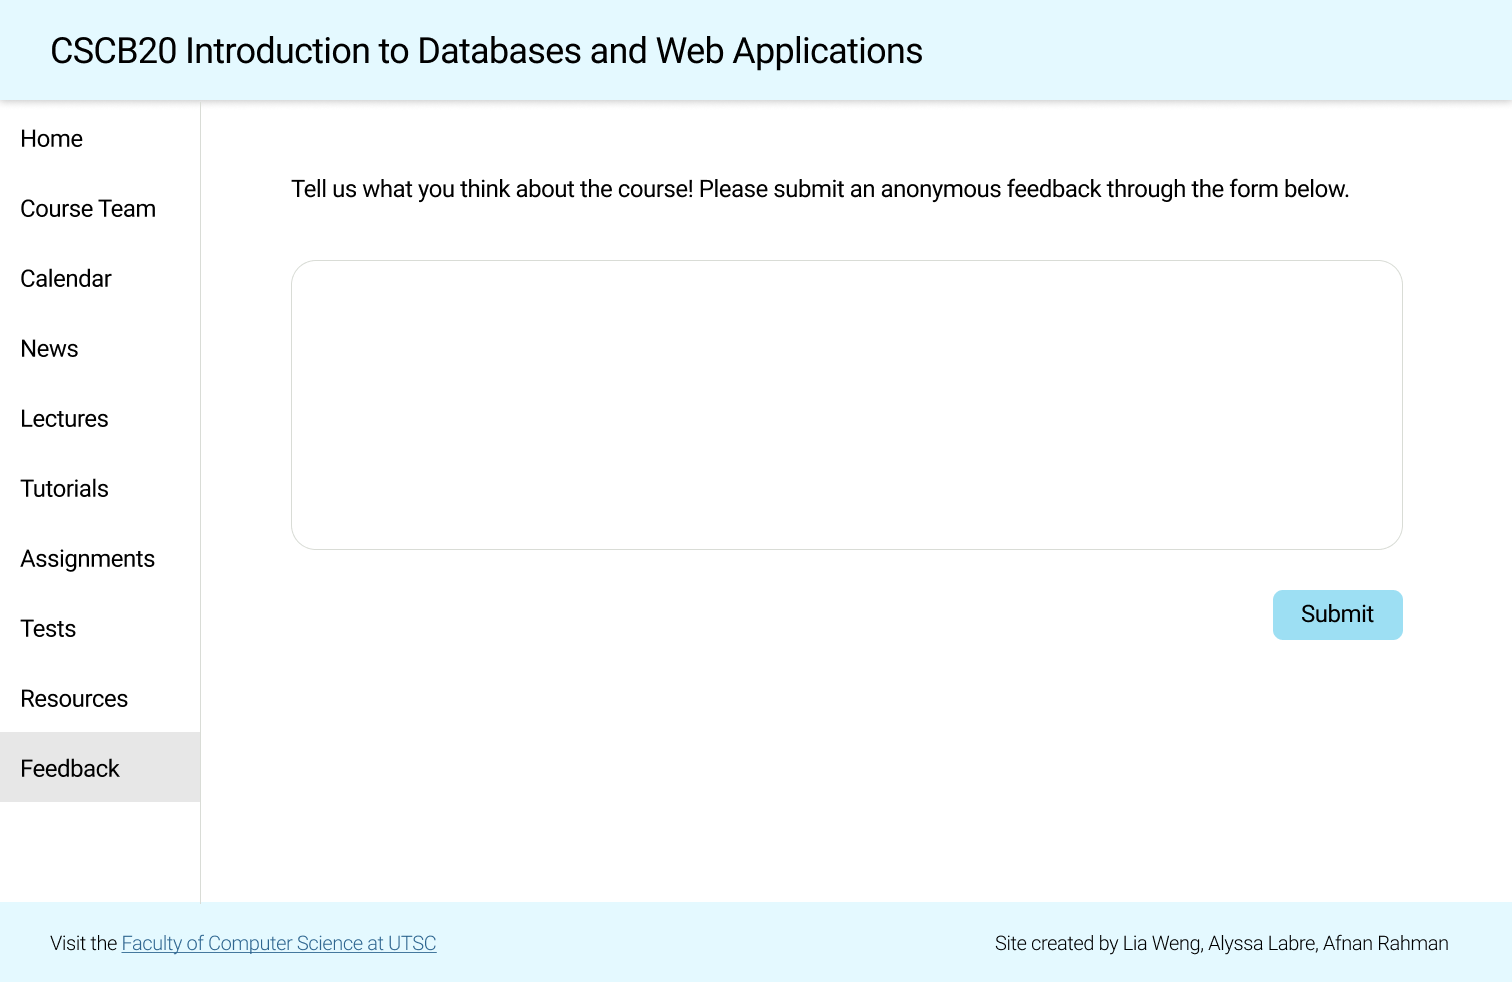 CSCB20 Introduction to Databases and Web Applications
Home
Course Team
Calendar
News
Lectures
Tutorials
Assignments
Tests
Resources
Feedback
Tell us what you think about the course! Please submit an anonymous feedback through the form below.
Submit
Visit the Faculty of Computer Science at UTSC
Site created by Lia Weng, Alyssa Labre, Afnan Rahman